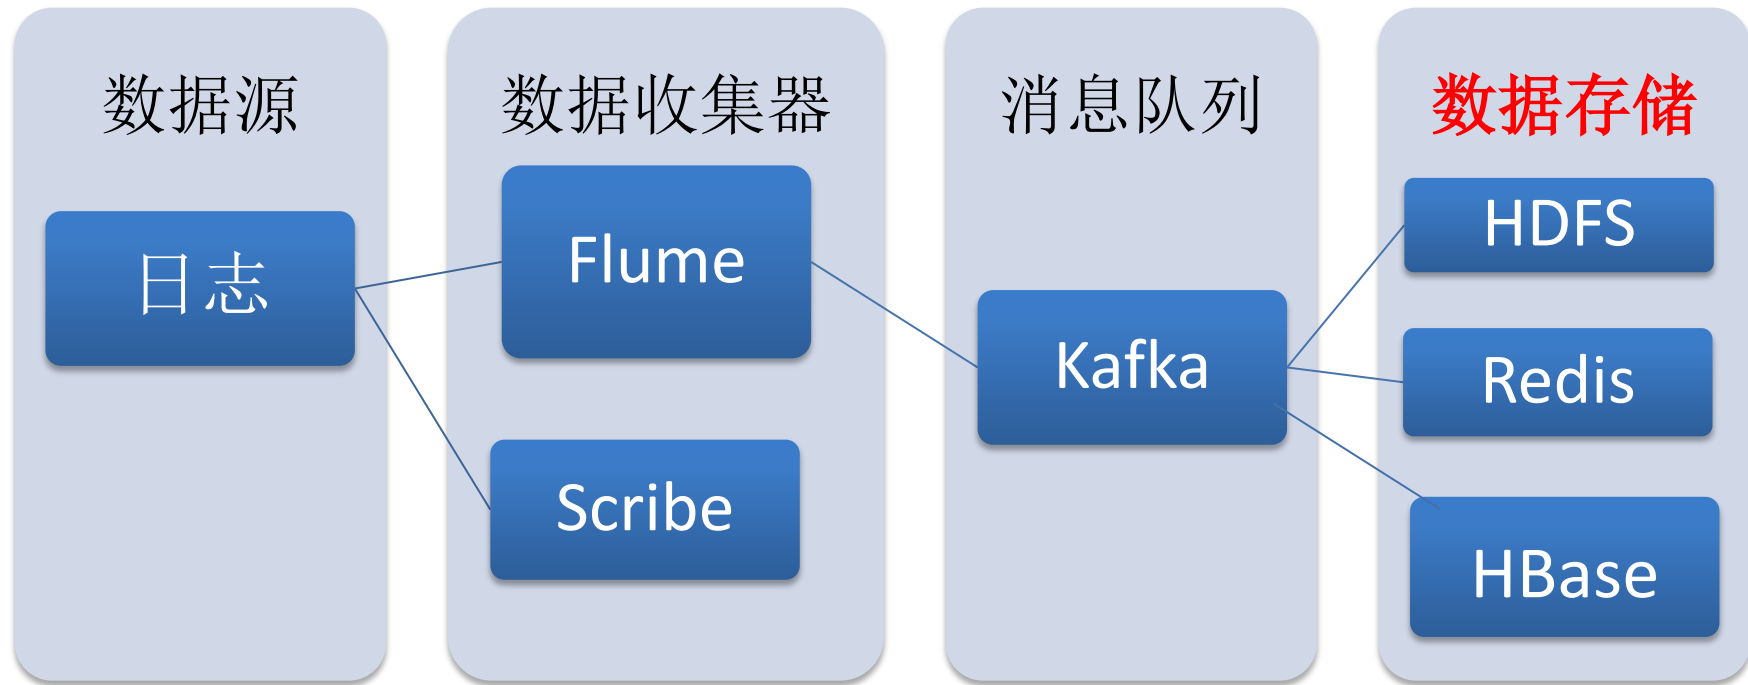 数据源
日志
数据收集器
Flume
Scribe
消息队列
Kafka
数据存储
HDFS
Redis
HBase